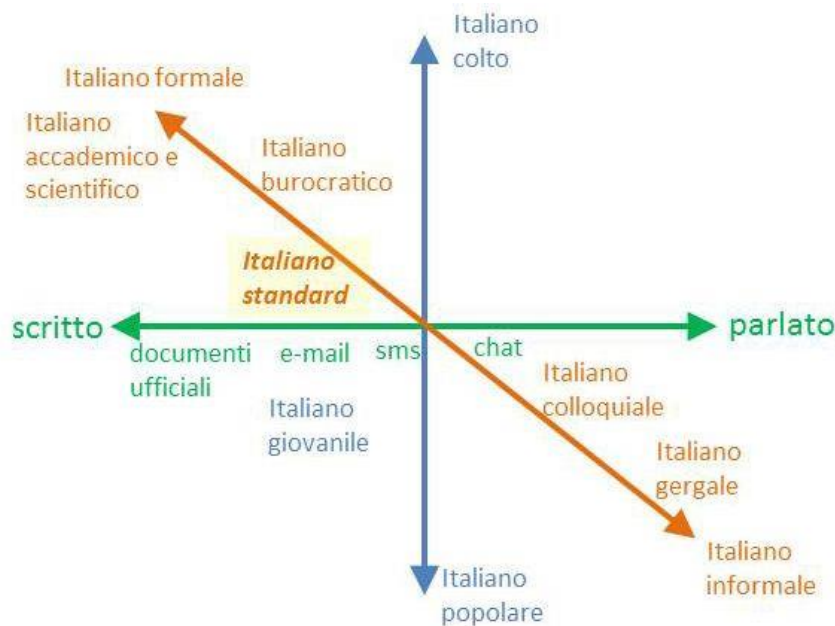 Italiano
colto
Italiano formale
Italiano
accademico e
scientifico
Italiano
burocratico
Italiano
standard
scritto
parlato
documenti
ufficiali
e-mail
sms
chat
Italiano
giovanile
Italiano
colloquiale
Italiano
gergale
Italiano
informale
Italiano
popolare